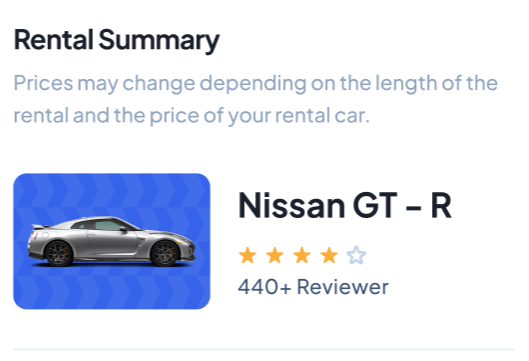 Rental Summary
Prices may change depending on the length of the
rental and the price of your rental car.
Nissan GT – R
440+ Reviewer